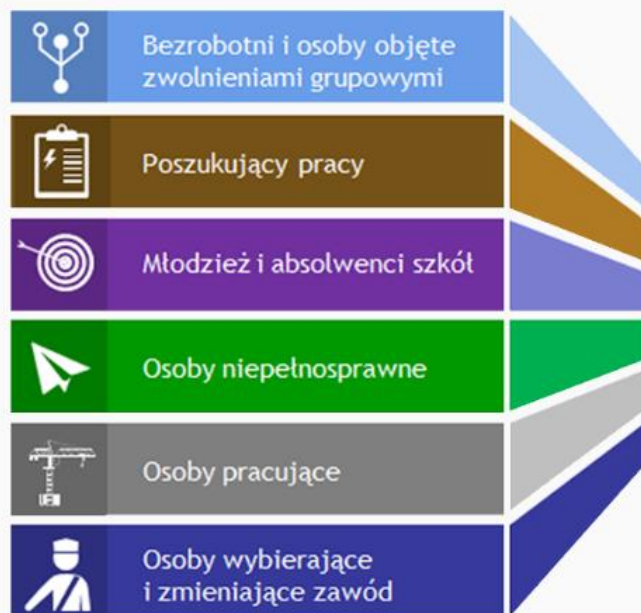 Bezrobotni i osoby objęte
zwolnieniami grupowymi
Poszukujący pracy
Młodzież i absolwenci szkół
Osoby niepełnosprawne
Osoby pracujące
Osoby wybierające
i zmieniające zawód